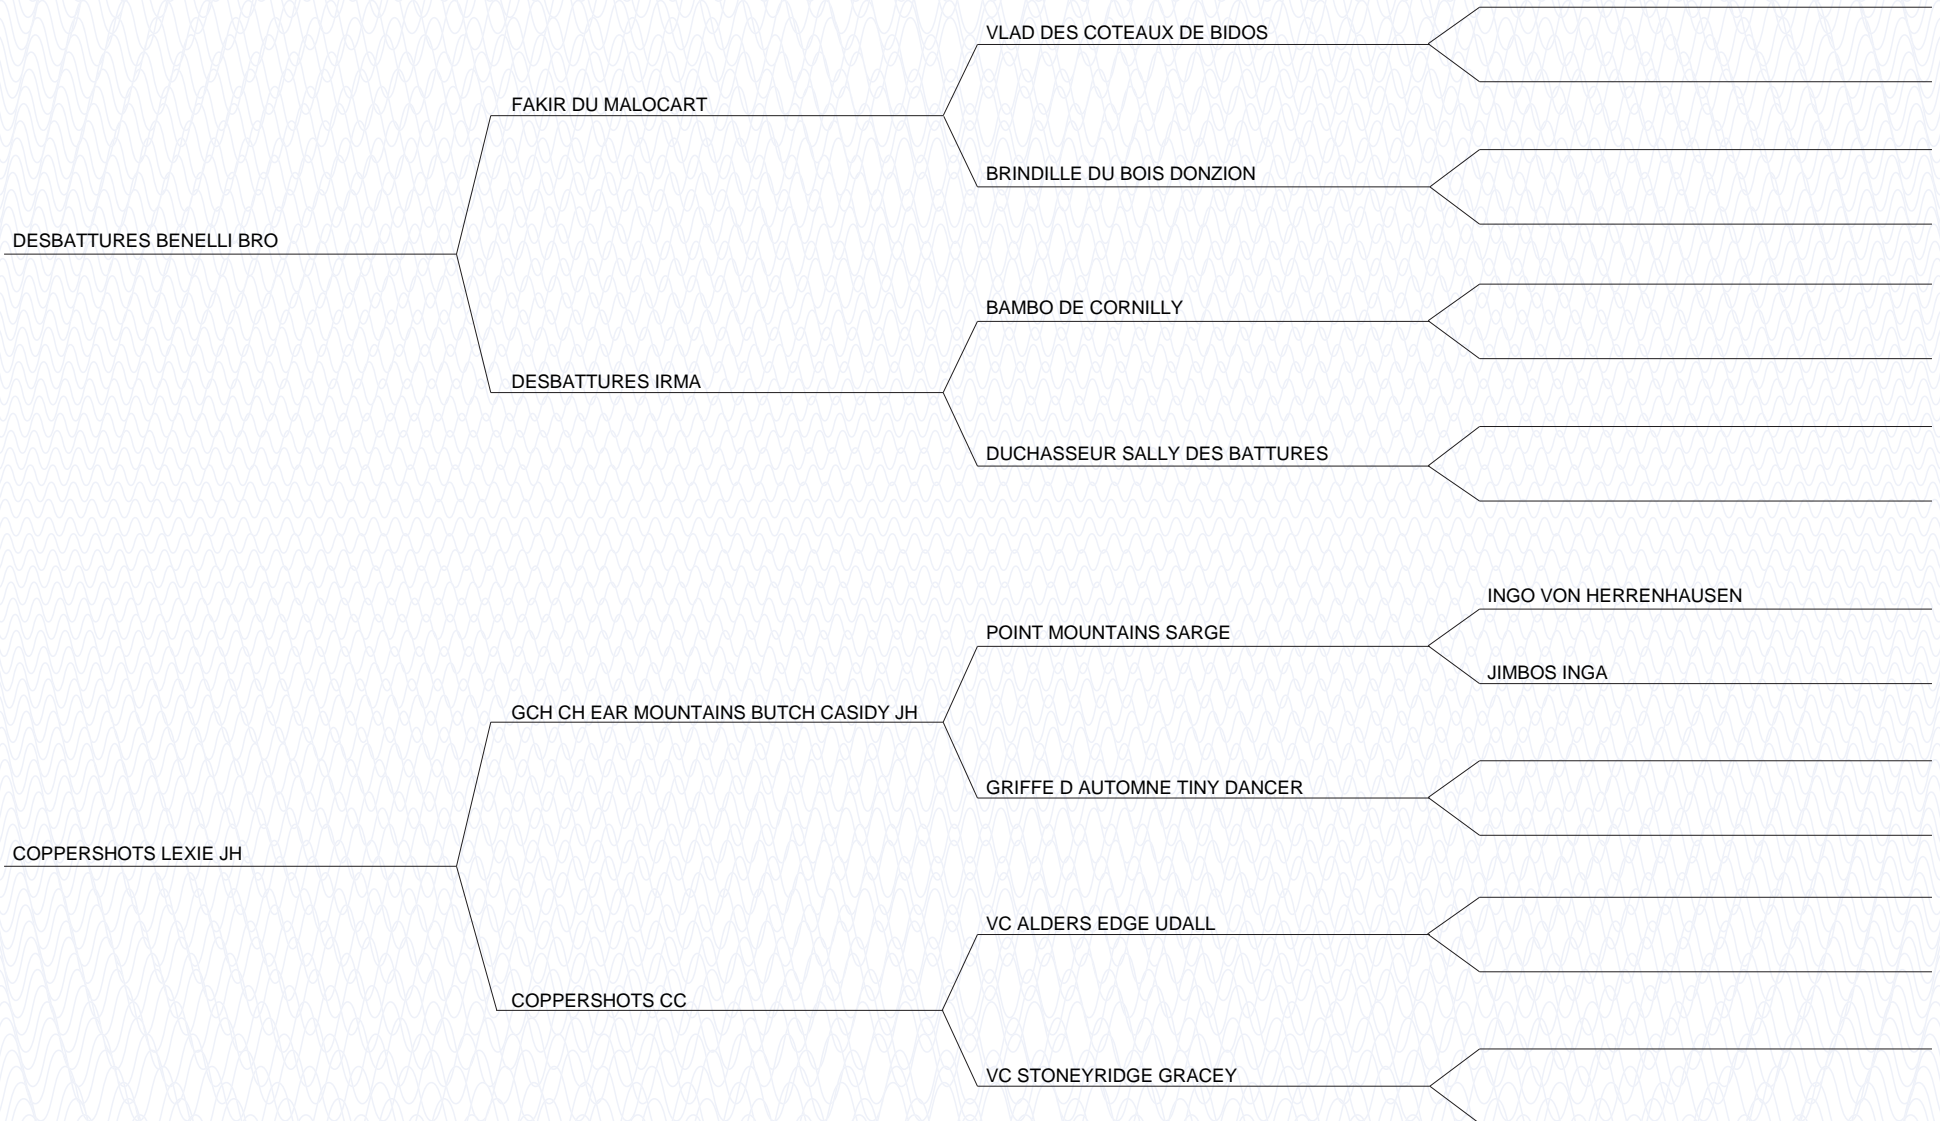 VLAD DES COTEAUX DE BIDOS
FAKIR DU MALOCART
BRINDILLE DU BOIS DONZION
DESBATTURES BENELLI BRO
BAMBO DE CORNILLY
DESBATTURES IRMA
DUCHASSEUR SALLY DES BATTURES
INGO VON HERRENHAUSEN
POINT MOUNTAINS SARGE
JIMBOS INGA
GCH CH EAR MOUNTAINS BUTCH CASIDY JH
GRIFFE D AUTOMNE TINY DANCER
COPPERSHOTS LEXIE JH
VC ALDERS EDGE UDALL
COPPERSHOTS CC
VC STONEYRIDGE GRACEY